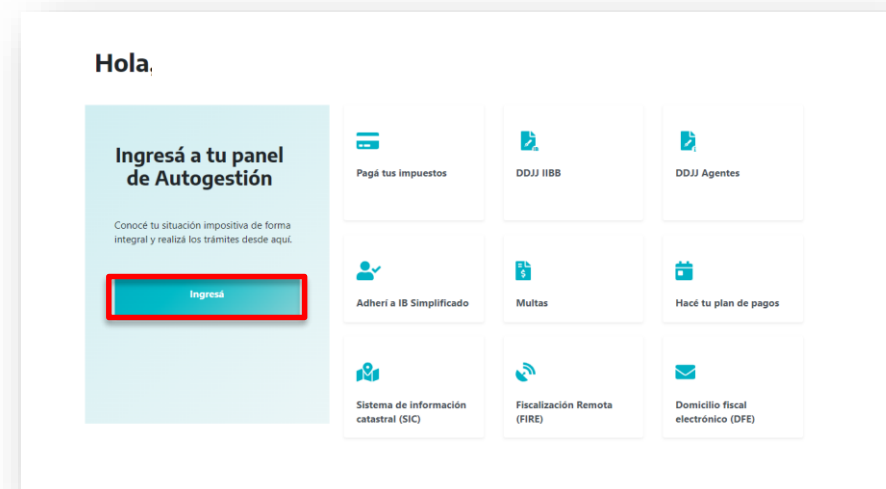 Hola,
Ingresá a tu panel
de Autogestión
Conocé tu situación impositiva de forma
integral y realizá los trámites desde aquí.
Ingresá
Pagá tus impuestos
DDJJ IIBB
DDJJ Agentes
Adherí a IB Simplificado
Multas
Hacé tu plan de pagos
Sistema de información
catastral (SIC)
Fiscalización Remota
(FIRE)
Domicilio fiscal
electrónico (DFE)